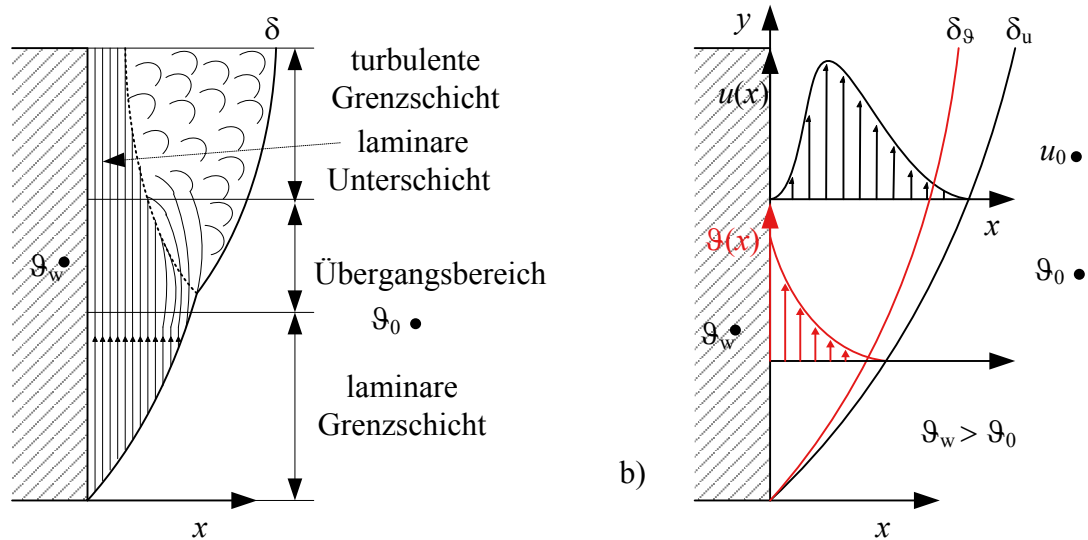 δ
turbulente
Grenzschicht
laminare
Unterschicht
ϑw
Übergangsbereich
ϑ0
laminare
Grenzschicht
x
b)
y
δϑ
δu
u(x)
u0
x
ϑ(x)
ϑ0
ϑw
ϑw > ϑ0
x